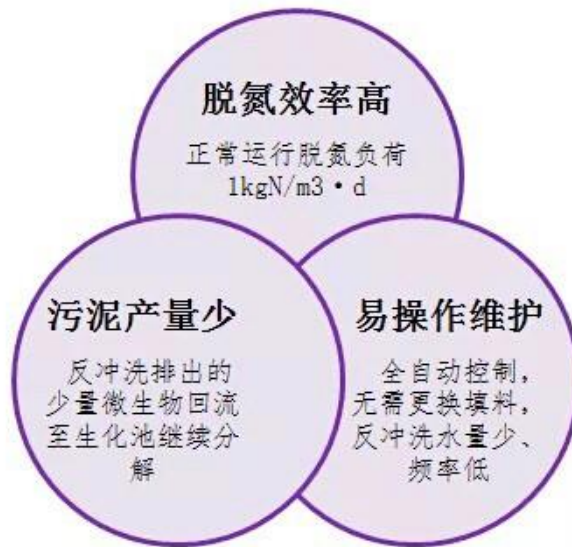 脱氮效率高
正常运行脱氮负荷
1kgN/m3·d
污泥产量少
反冲洗排出的
少量微生物回流
至生化池继续分
解
易操作维护
全自动控制，
无需更换填料，
反冲洗水量少、
频率低